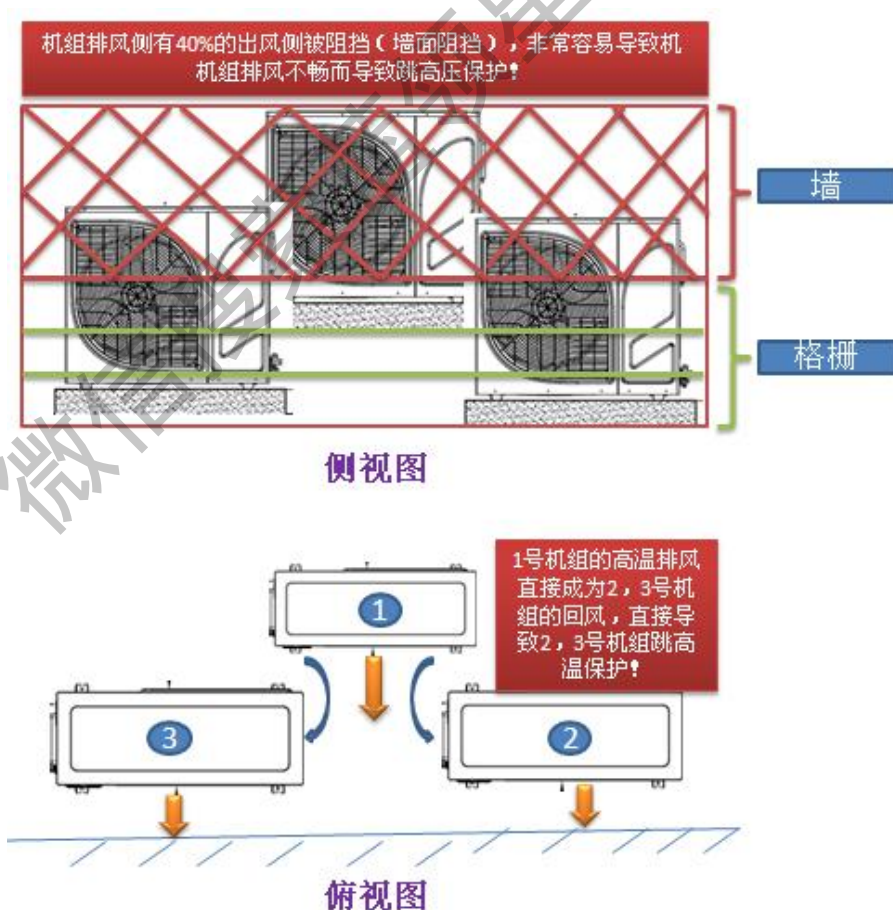 机组排风侧有40%的出风侧被阻挡（墙面阻挡），非常容易导致机
机组排风不畅而导致跳高压保护！
墙
格栅
侧视图
1号机组的高温排风
直接成为2，3号机
组的回风，直接导
致2，3号机组跳高
温保护！
1
3
2
俯视图